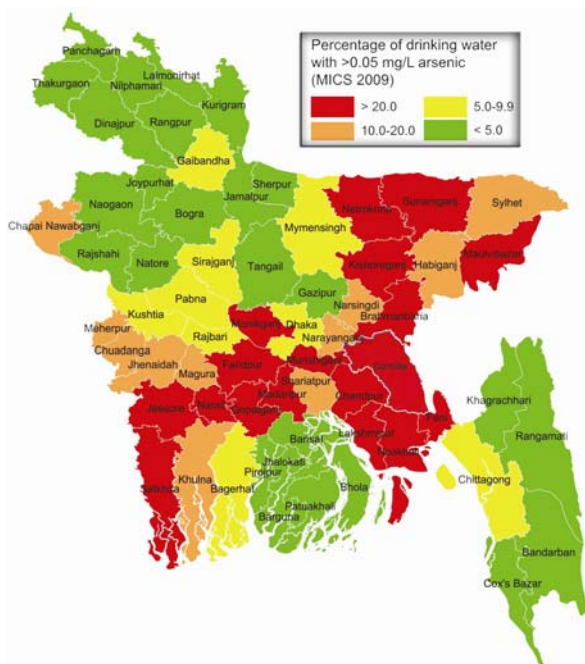 Percentage of drinking water
with >0.05 mg/L arsenic
(MICS 2009)
> 20.0
5.0-9.9
10.0-20.0
< 5.0
Panchagarh
Thakurgaon
Nilphamari
Lalmonirhat
Kurigram
Dinajpur
Rangpur
Gaibandha
Joypurhat
Sherpur
Jamalpur
Naogaon
Bogra
Chapai Nawabganj
Mymensingh
Netrokona
Sunamganj
Sylhet
Rajshahi
Natore
Sirajganj
Tangail
Kishoreganj
Habiganj
Maulvibazar
Gazipur
Narsingdi
Brahmanbaria
Pabna
Kushtia
Rajbari
Manikganj
Dhaka
Narayanganj
Meherpur
Chuadanga
Jhenaidah
Magura
Faridpur
Munshiganj
Comilla
Shariatpur
Madaripur
Chandpur
Jessore
Narail
Gopalganj
Lakshmipur
Feni
Noakhali
Khagrachhari
Rangamati
Satkhira
Khulna
Bagerhat
Pirojpur
Jhalokati
Barisal
Bhola
Patuakhali
Barguna
Chittagong
Bandarban
Cox's Bazar